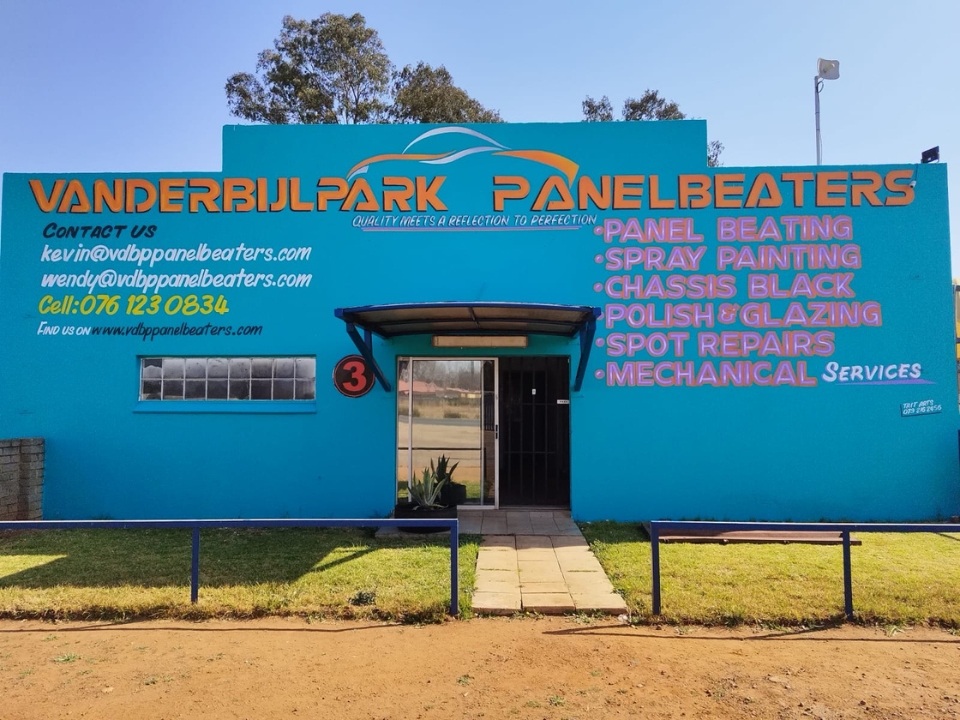 VANDERBIJLPARK PANELBEATERS
QUALITY MEETS A REFLECTION TO PERFECTION
CONTACT US
kevin@vdbppanelbeaters.com
wendy@vdbppanelbeaters.com
Cell:076 123 0834
FIND US ON www.vdbppanelbeaters.com
3
•PANEL BEATING
•SPRAY PAINTING
•CHASSIS BLACK
•POLISH & GLAZING
•SPOT REPAIRS
•MECHANICAL SERVICES